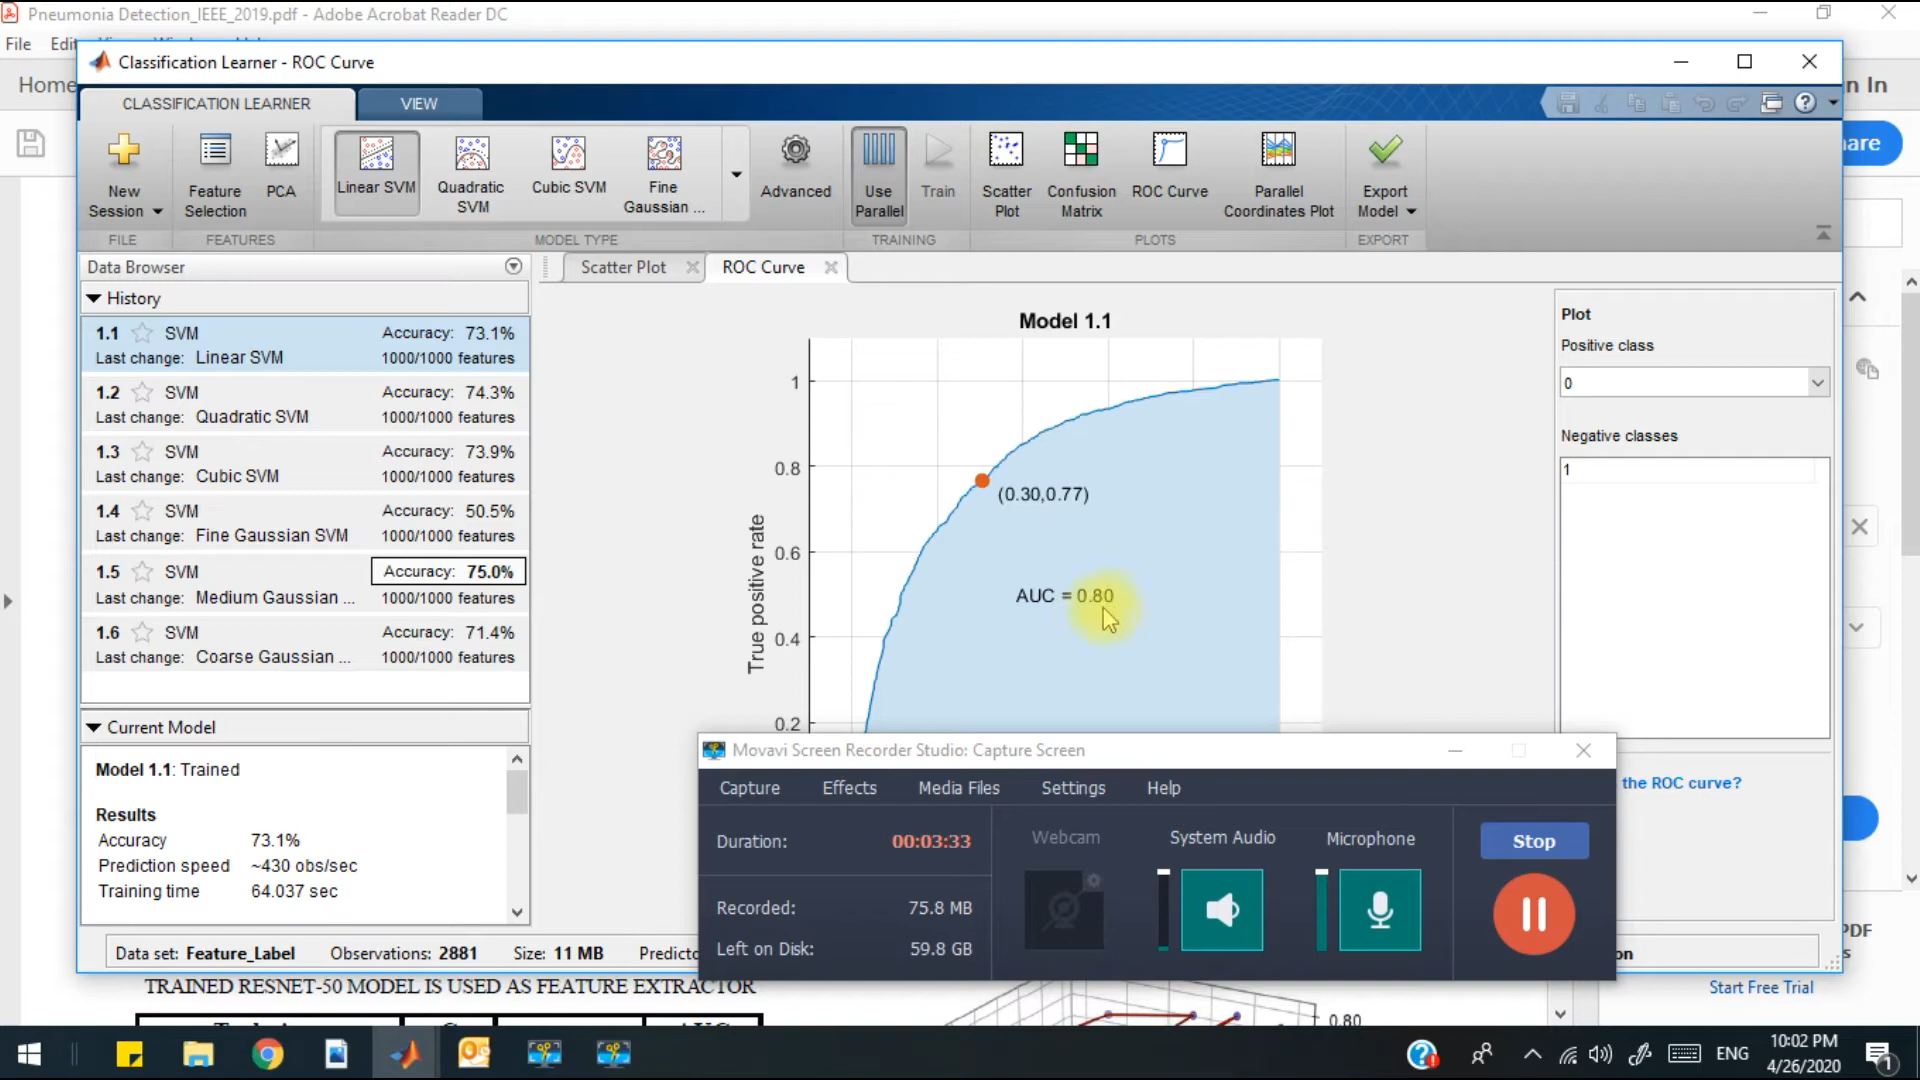 Pneumonia Detection_IEEE_2019.pdf - Adobe Acrobat Reader DC
File Edit
Home
n In
are
Classification Learner - ROC Curve
CLASSIFICATION LEARNER VIEW
New Session
Feature Selection
PCA
Linear SVM
Quadratic SVM
Cubic SVM
Fine Gaussian ...
Advanced
Use Parallel
Train
Scatter Plot
Confusion Matrix
ROC Curve
Parallel Coordinates Plot
Export Model
FILE FEATURES MODEL TYPE TRAINING PLOTS EXPORT
Data Browser
Scatter Plot ROC Curve
History
1.1 SVM Accuracy: 73.1%
Last change: Linear SVM 1000/1000 features
1.2 SVM Accuracy: 74.3%
Last change: Quadratic SVM 1000/1000 features
1.3 SVM Accuracy: 73.9%
Last change: Cubic SVM 1000/1000 features
1.4 SVM Accuracy: 50.5%
Last change: Fine Gaussian SVM 1000/1000 features
1.5 SVM Accuracy: 75.0%
Last change: Medium Gaussian ... 1000/1000 features
1.6 SVM Accuracy: 71.4%
Last change: Coarse Gaussian ... 1000/1000 features
Current Model
Model 1.1: Trained
Results
Accuracy 73.1%
Prediction speed ~430 obs/sec
Training time 64.037 sec
Model 1.1
1
0.8
0.6
0.4
0.2
True positive rate
(0.30,0.77)
AUC = 0.80
Plot
Positive class
0
Negative classes
1
the ROC curve?
Movavi Screen Recorder Studio: Capture Screen
Capture Effects Media Files Settings Help
Duration: 00:03:33
Recorded: 75.8 MB
Left on Disk: 59.8 GB
Webcam
System Audio
Microphone
Stop
Data set: Feature_Label Observations: 2881 Size: 11 MB Predicto
on
PDF
s
Start Free Trial
TRAINED RESNET-50 MODEL IS USED AS FEATURE EXTRACTOR
0.80
ENG
10:02 PM
4/26/2020
1